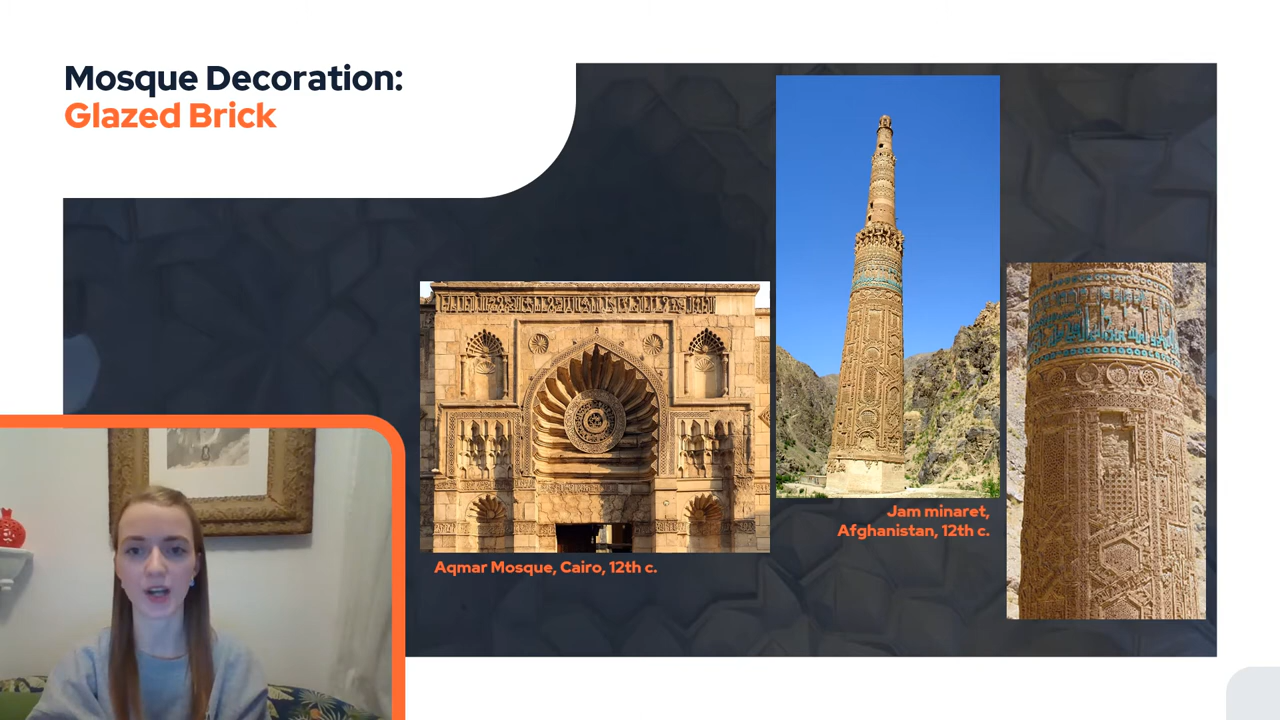 Mosque Decoration:
Glazed Brick
Jam minaret,
Afghanistan, 12th c.
Aqmar Mosque, Cairo, 12th c.